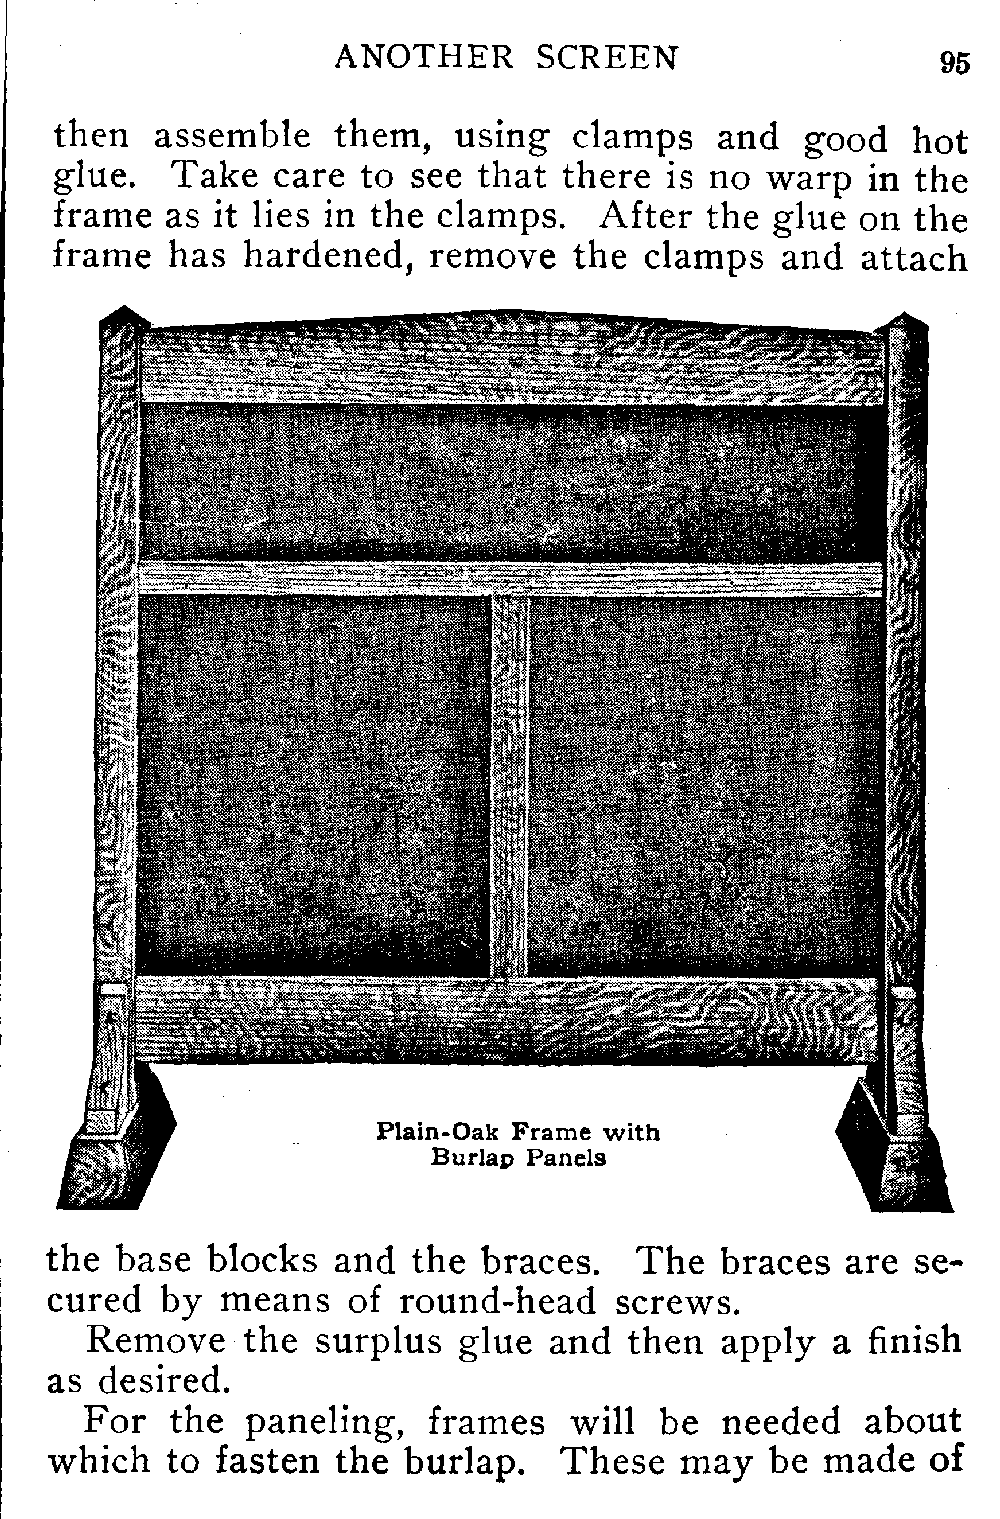 ANOTHER SCREEN 95
then assemble them, using clamps and good hot
glue. Take care to see that there is no warp in the
frame as it lies in the clamps. After the glue on the
frame has hardened, remove the clamps and attach
Plain-Oak Frame with
Burlap Panels
the base blocks and the braces. The braces are se-
cured by means of round-head screws.
Remove the surplus glue and then apply a finish
as desired.
For the paneling, frames will be needed about
which to fasten the burlap. These may be made of